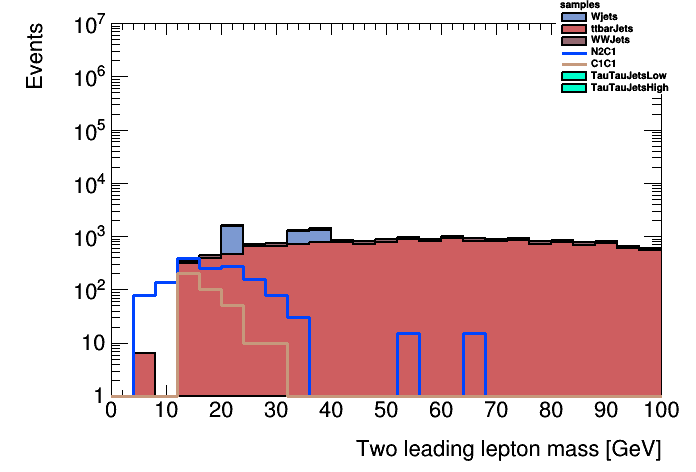 samples
Wjets
ttbarJets
WWJets
N2C1
C1C1
TauTauJetsLow
TauTauJetsHigh
Events
10^7
10^6
10^5
10^4
10^3
10^2
10
1
0 10 20 30 40 50 60 70 80 90 100
Two leading lepton mass [GeV]